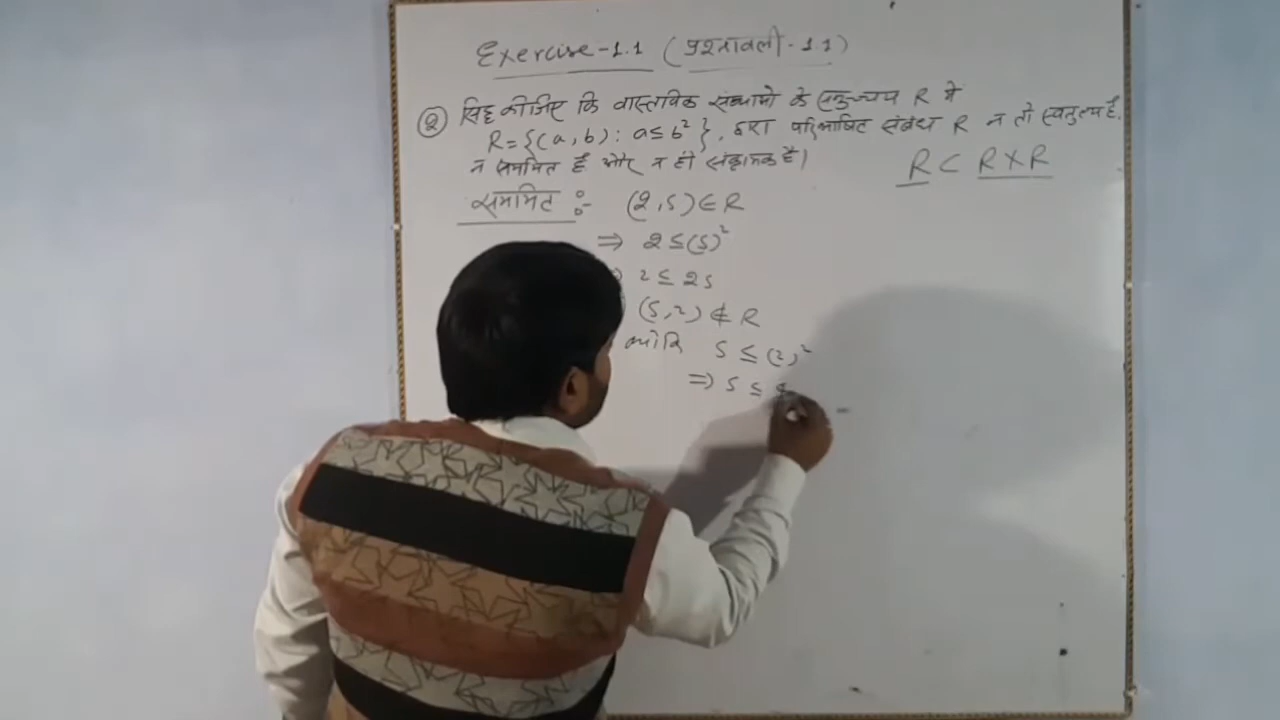 Exercise-1.1 (प्रश्नावली-1.1)
② सिद्ध कीजिए कि वास्तविक संख्याओं के समुच्चय R में
R = {(a, b) : a ≤ b²}, द्वारा परिभाषित संबंध R न तो स्वतुल्य है,
न सममित है और न ही संक्रामक है।
R ⊂ R×R
सममित :- (2, 5) ∈ R
⇒ 2 ≤ (5)²
2 ≤ 25
(5, 2) ∉ R
क्योंकि 5 ≤ (2)²
⇒ 5 ≤ 4